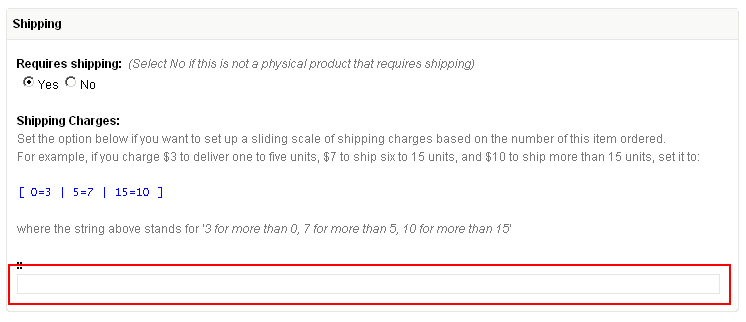 Shipping
Requires shipping: (Select No if this is not a physical product that requires shipping)
Yes No
Shipping Charges:
Set the option below if you want to set up a sliding scale of shipping charges based on the number of this item ordered.
For example, if you charge $3 to deliver one to five units, $7 to ship six to 15 units, and $10 to ship more than 15 units, set it to:
[ 0=3 | 5=7 | 15=10 ]
where the string above stands for '3 for more than 0, 7 for more than 5, 10 for more than 15'
::